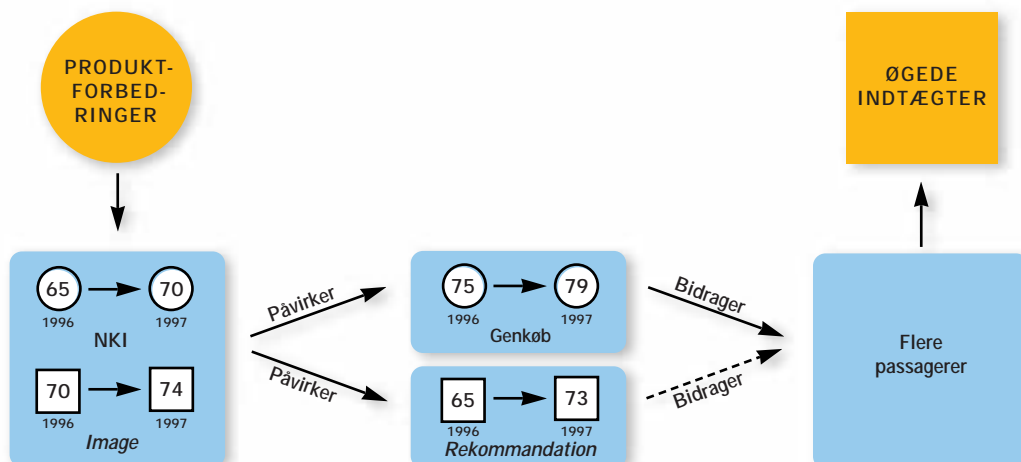 PRODUKT-
FORBED-
RINGER
ØGEDE
INDTÆGTER
65
70
1996
1997
NKI
70
74
1996
1997
Image
Påvirker
Påvirker
75
79
1996
1997
Genkøb
65
73
1996
1997
Rekommandation
Bidrager
Bidrager
Flere
passagerer